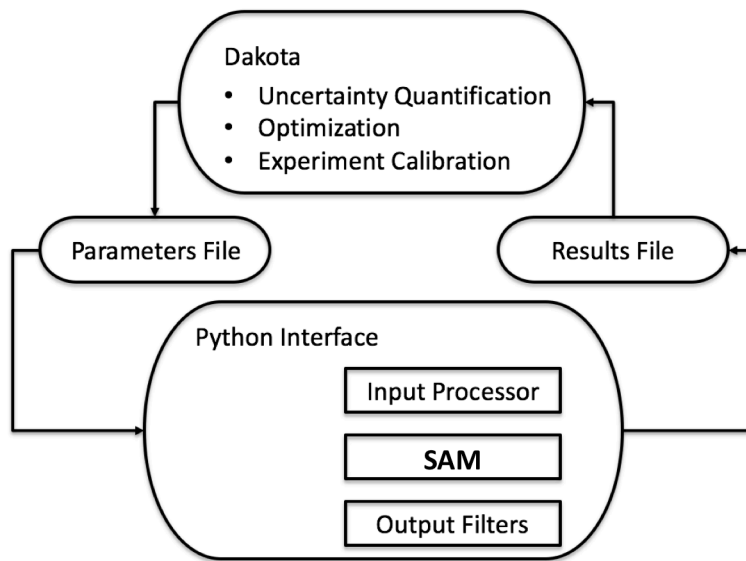 Dakota
• Uncertainty Quantification
• Optimization
• Experiment Calibration
Parameters File
Results File
Python Interface
Input Processor
SAM
Output Filters